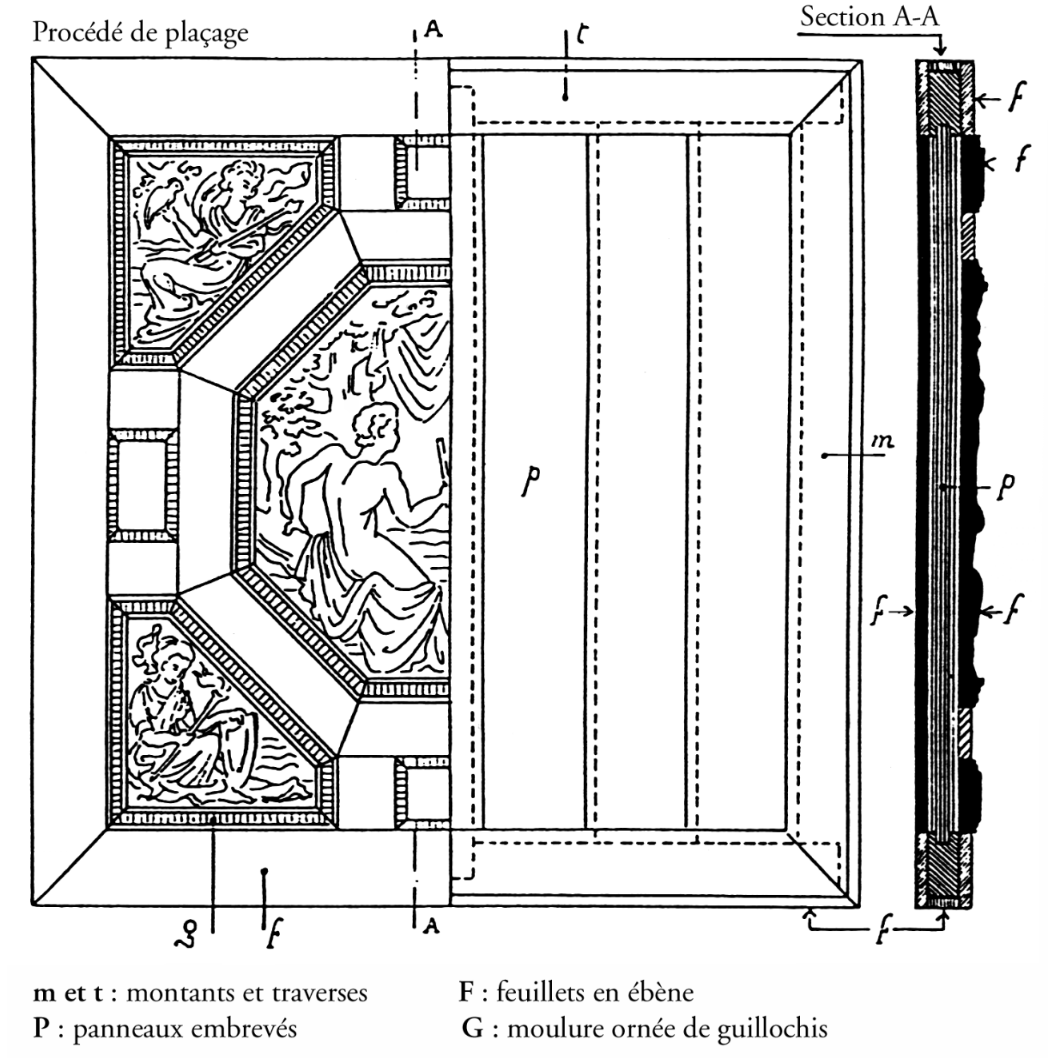 Procédé de plaçage
A
t
Section A-A
f
f
m
p
p
f
f
g
f
A
f
m et t : montants et traverses
F : feuillets en ébène
P : panneaux embrevés
G : moulure ornée de guillochis